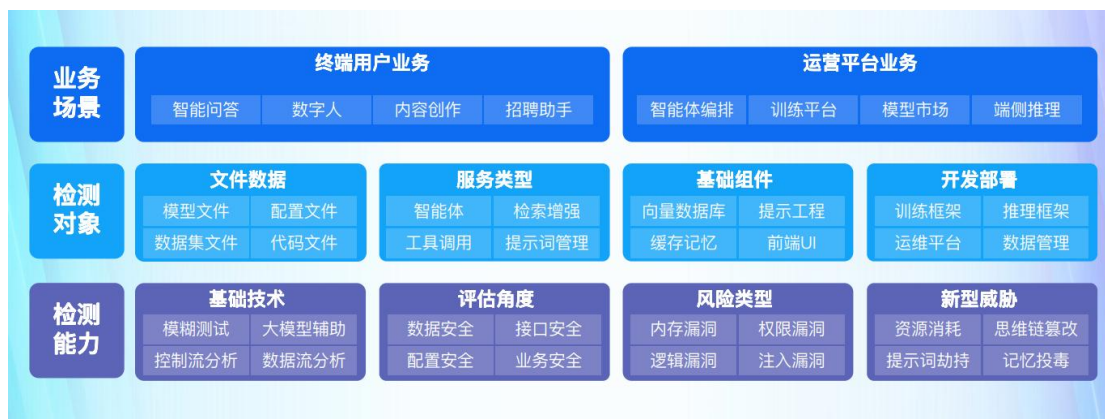 业务
场景
终端用户业务
智能问答 数字人 内容创作 招聘助手
运营平台业务
智能体编排 训练平台 模型市场 端侧推理
检测
对象
文件数据
模型文件 配置文件
数据集文件 代码文件
服务类型
智能体 检索增强
工具调用 提示词管理
基础组件
向量数据库 提示工程
缓存记忆 前端UI
开发部署
训练框架 推理框架
运维平台 数据管理
检测
能力
基础技术
模糊测试 大模型辅助
控制流分析 数据流分析
评估角度
数据安全 接口安全
配置安全 业务安全
风险类型
内存漏洞 权限漏洞
逻辑漏洞 注入漏洞
新型威胁
资源消耗 思维链篡改
提示词劫持 记忆投毒